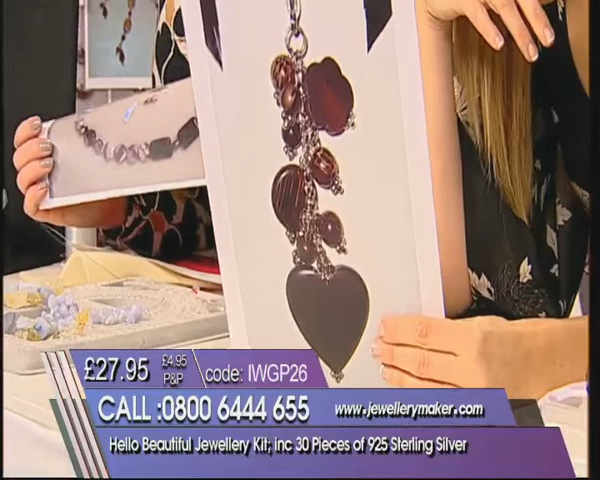 £27.95 £4.95 P&P code: IWGP26
CALL :0800 6444 655 www.jewellerymaker.com
Hello Beautiful Jewellery Kit; inc 30 Pieces of 925 Sterling Silver